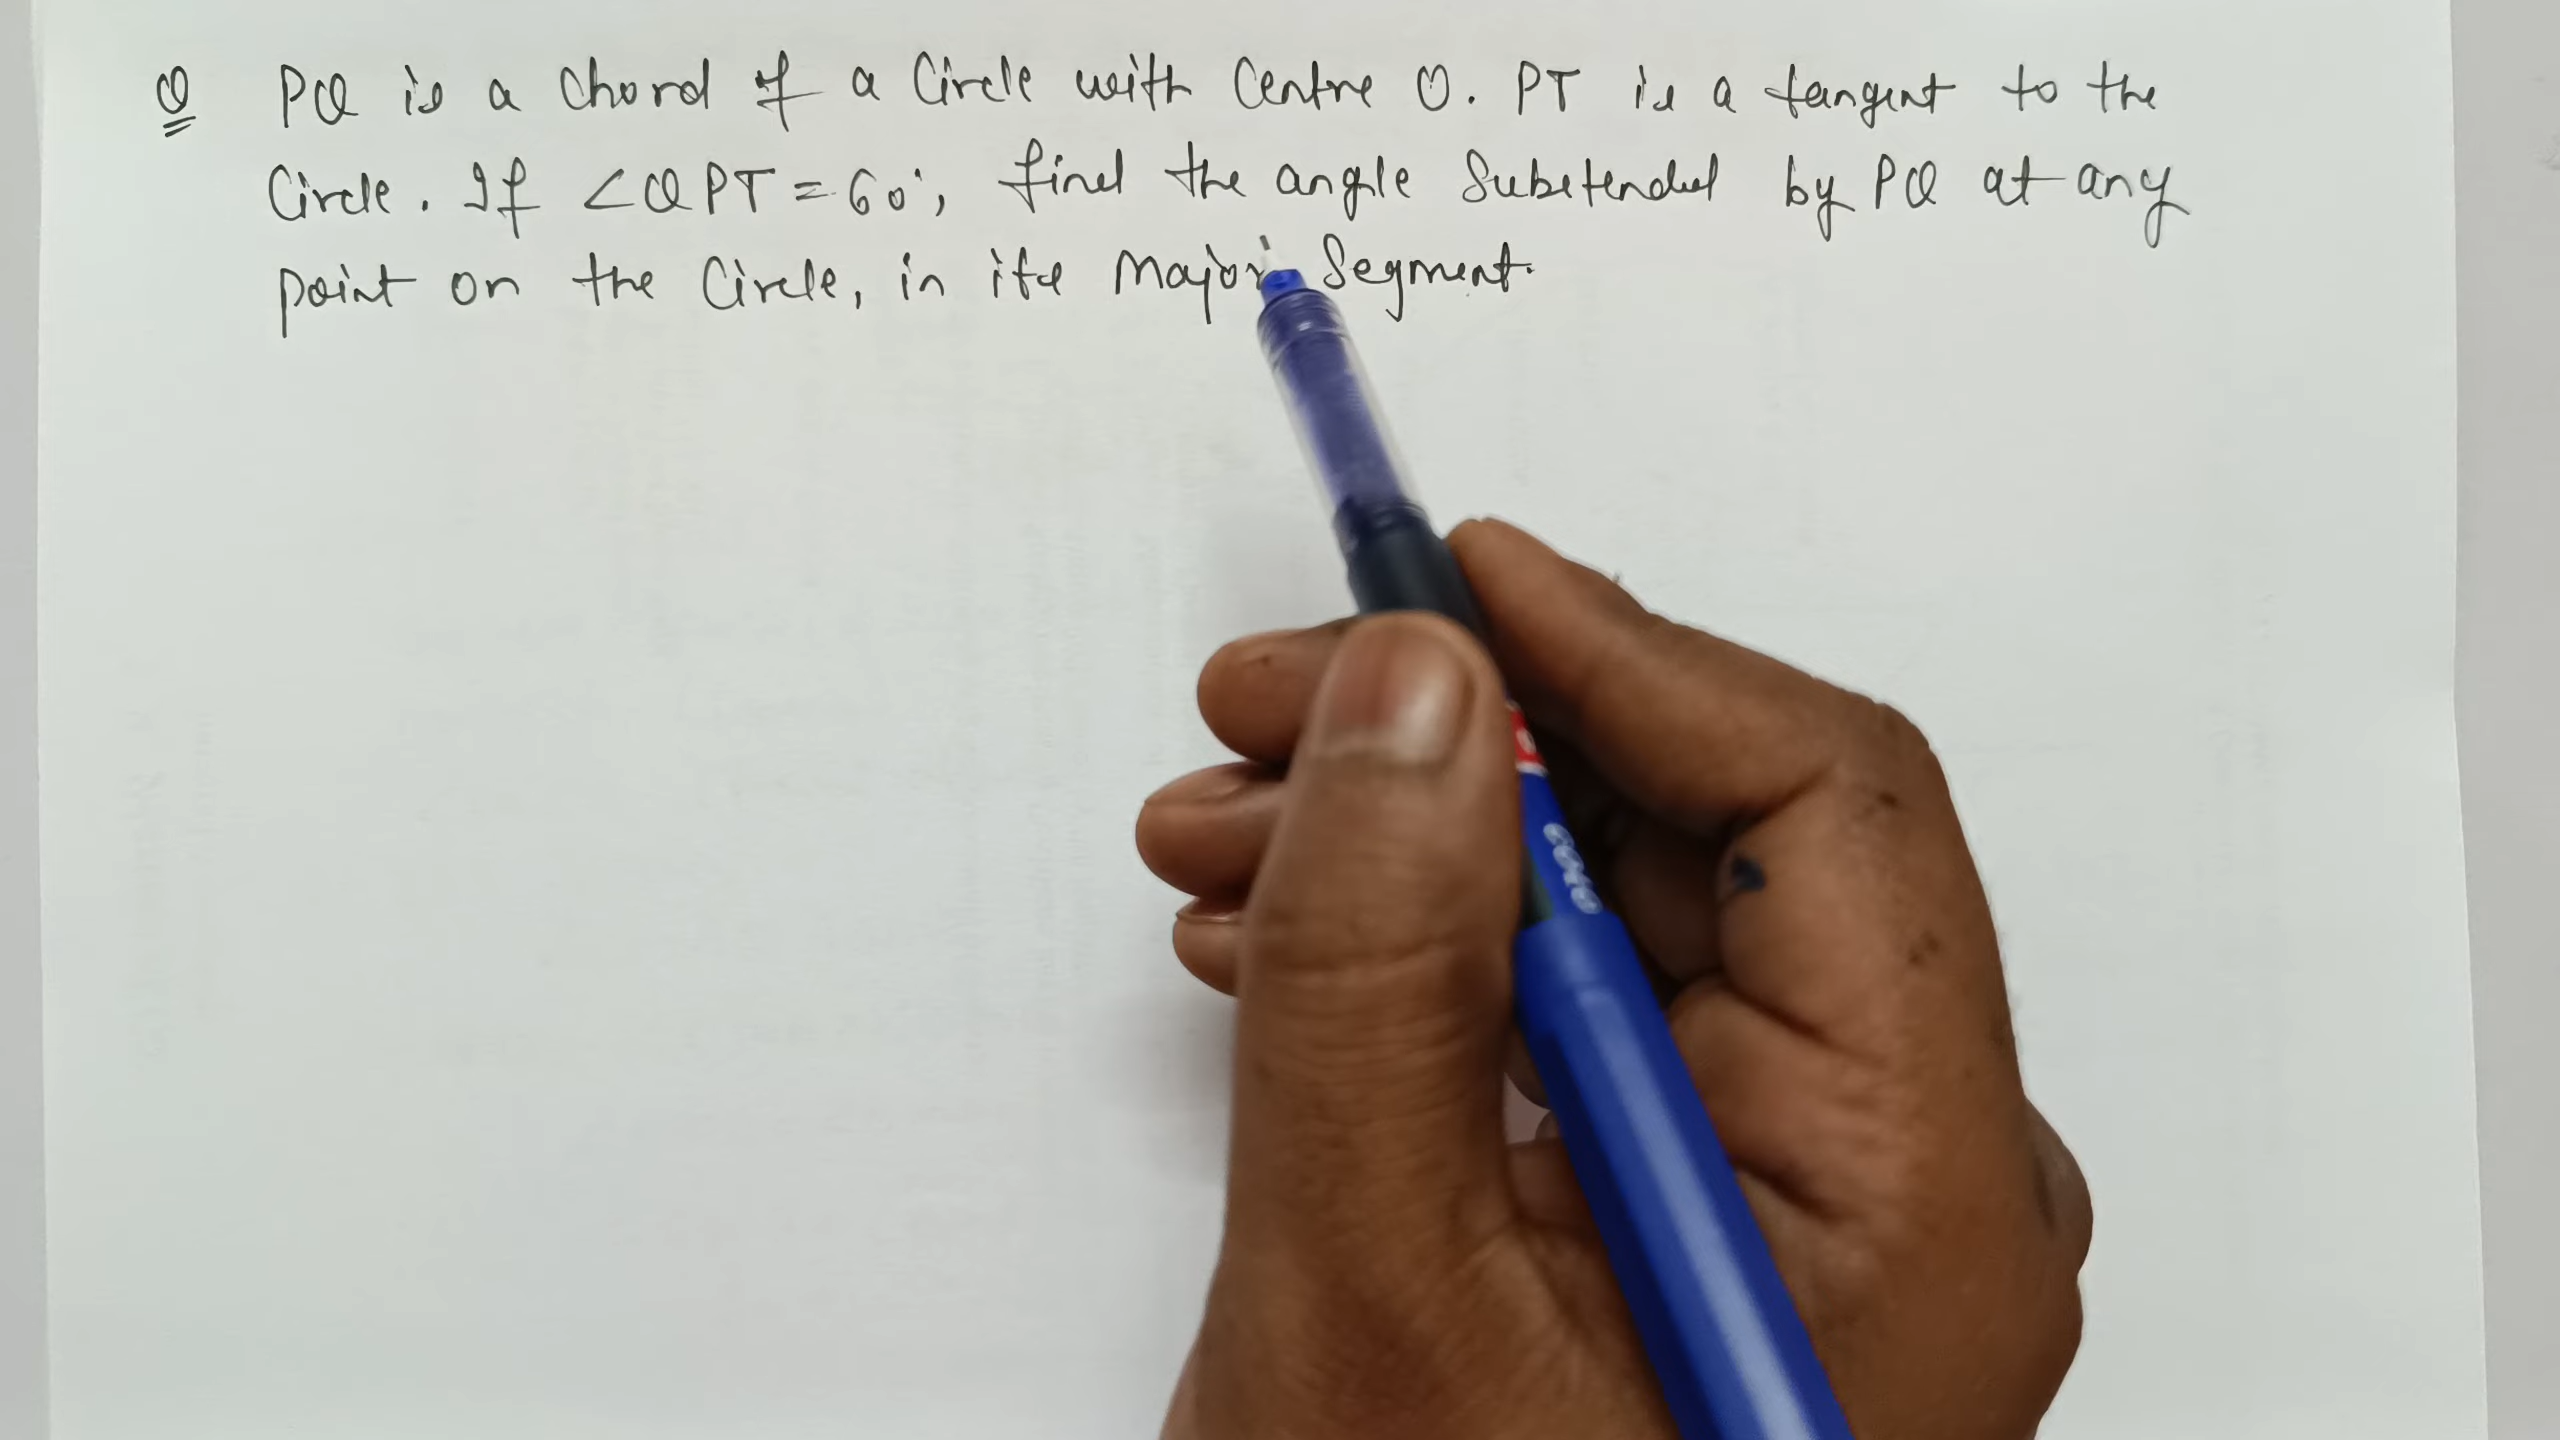 Q PQ is a Chord of a Circle with Centre O. PT is a tangent to the
Circle. If ∠QPT = 60°, find the angle Subtended by PQ at any
point on the Circle, in its Major Segment.
cello